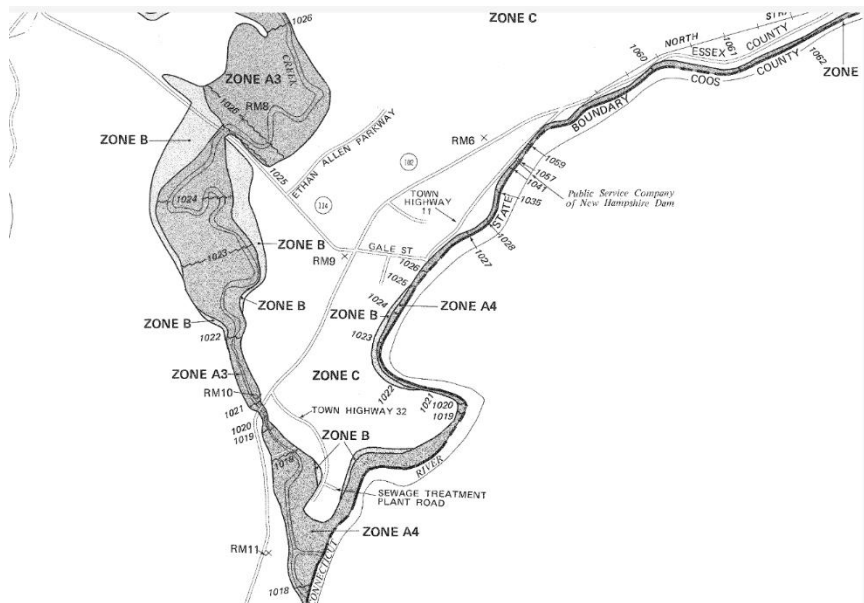 1026
ZONE C
NORTH
STR
1061
ESSEX COUNTY
1060
1062
ZONE
COOS COUNTY
CREEK
ZONE A3
1026
RM8
BOUNDARY
ZONE B
RM6
1025
ETHAN ALLEN PARKWAY
102
1059
1057
1041
1035
Public Service Company
of New Hampshire Dam
1024
114
TOWN
HIGHWAY
11
STATE
1028
1027
1023
ZONE B
RM9
GALE ST
1026
1025
ZONE B
1024
ZONE A4
ZONE B
ZONE B
1022
1023
ZONE A3
ZONE C
RM10
1022
1021
1020
1019
1021
TOWN HIGHWAY 32
1020
1019
ZONE B
1019
RIVER
SEWAGE TREATMENT
PLANT ROAD
ZONE A4
RM11
CONNECTICUT
1018